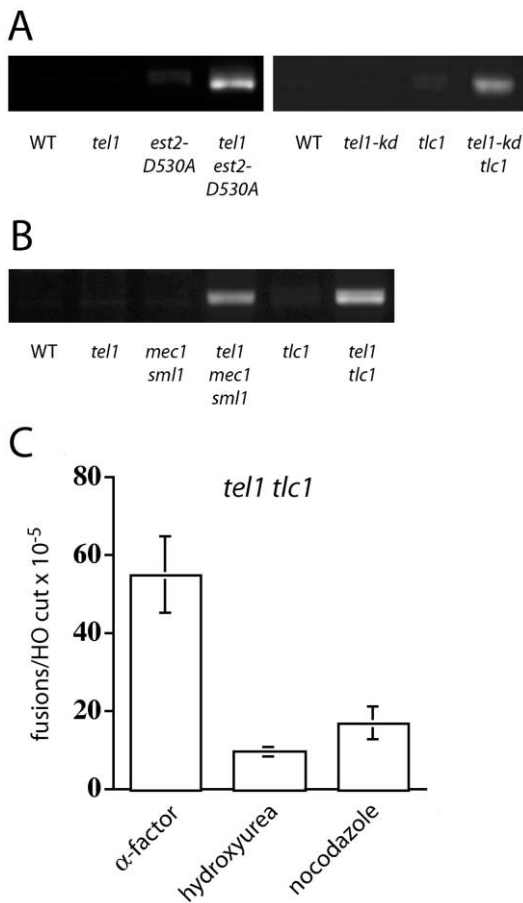 A
WT tel1 est2- tel1 WT tel1-kd tlc1 tel1-kd
D530A est2- tlc1
D530A
B
WT tel1 mec1 tel1 tlc1 tel1
sml1 mec1 tlc1
sml1
C
tel1 tlc1
fusions/HO cut x 10-5
80
60
40
20
0
α-factor
hydroxyurea
nocodazole